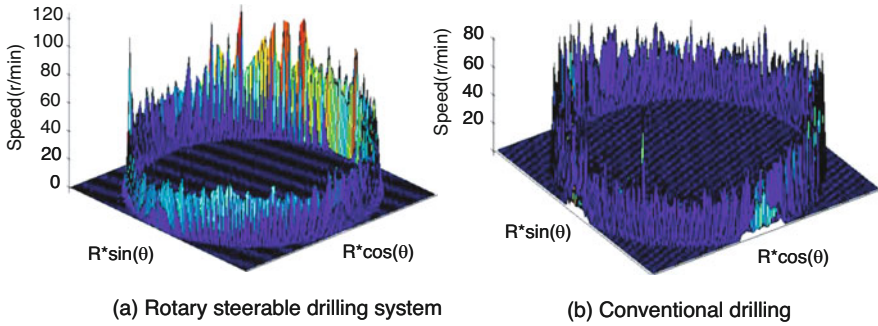 120
100
80
60
40
20
0
Speed(r/min)
R*sin(θ)
R*cos(θ)
(a) Rotary steerable drilling system
80
60
40
20
Speed(r/min)
R*sin(θ)
R*cos(θ)
(b) Conventional drilling